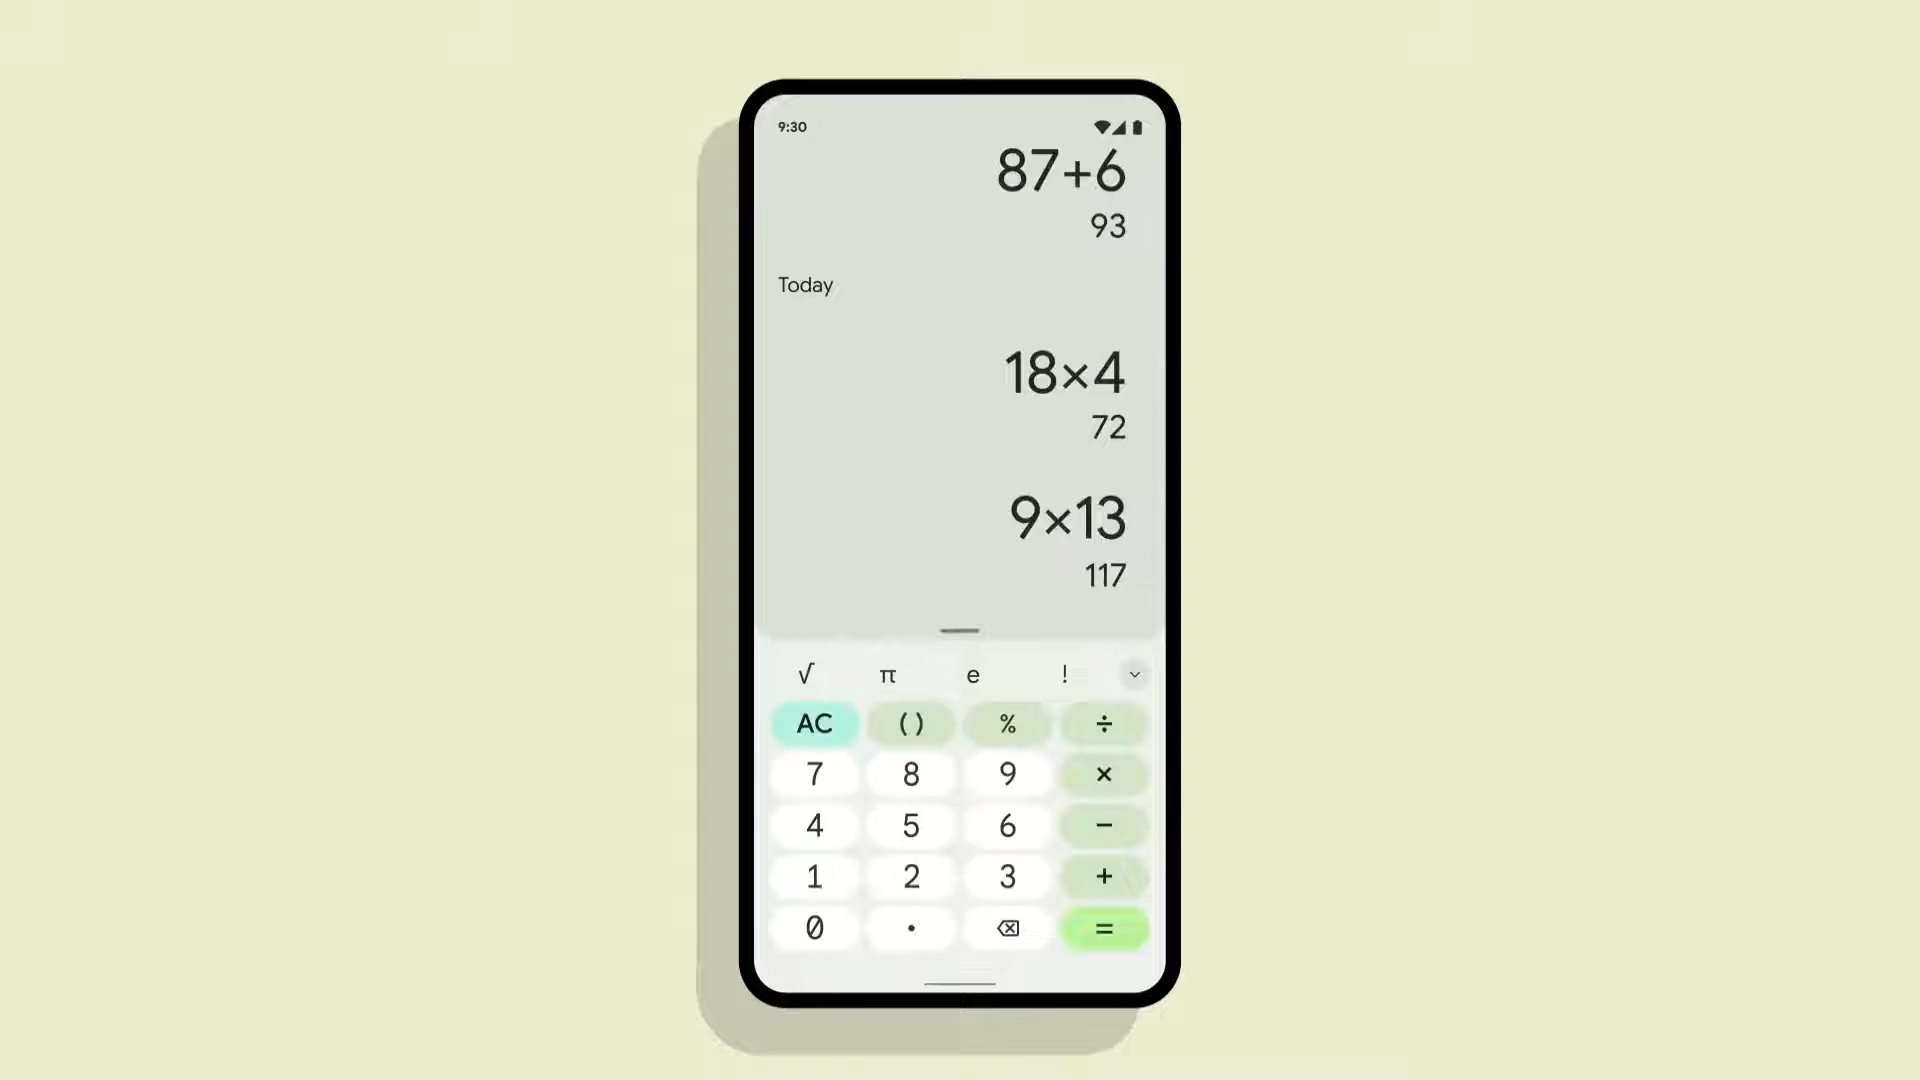 9:30
87+6
93
Today
18×4
72
9×13
117
√ π e !
AC ( ) % ÷
7 8 9 ×
4 5 6 −
1 2 3 +
0 . =